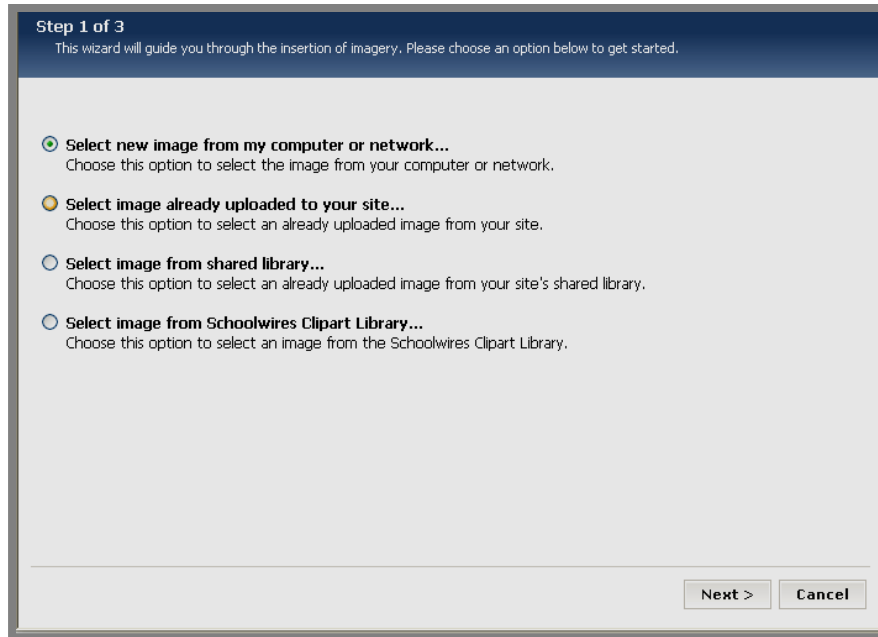 Step 1 of 3
This wizard will guide you through the insertion of imagery. Please choose an option below to get started.
Select new image from my computer or network...
Choose this option to select the image from your computer or network.
Select image already uploaded to your site...
Choose this option to select an already uploaded image from your site.
Select image from shared library...
Choose this option to select an already uploaded image from your site's shared library.
Select image from Schoolwires Clipart Library...
Choose this option to select an image from the Schoolwires Clipart Library.
Next > Cancel